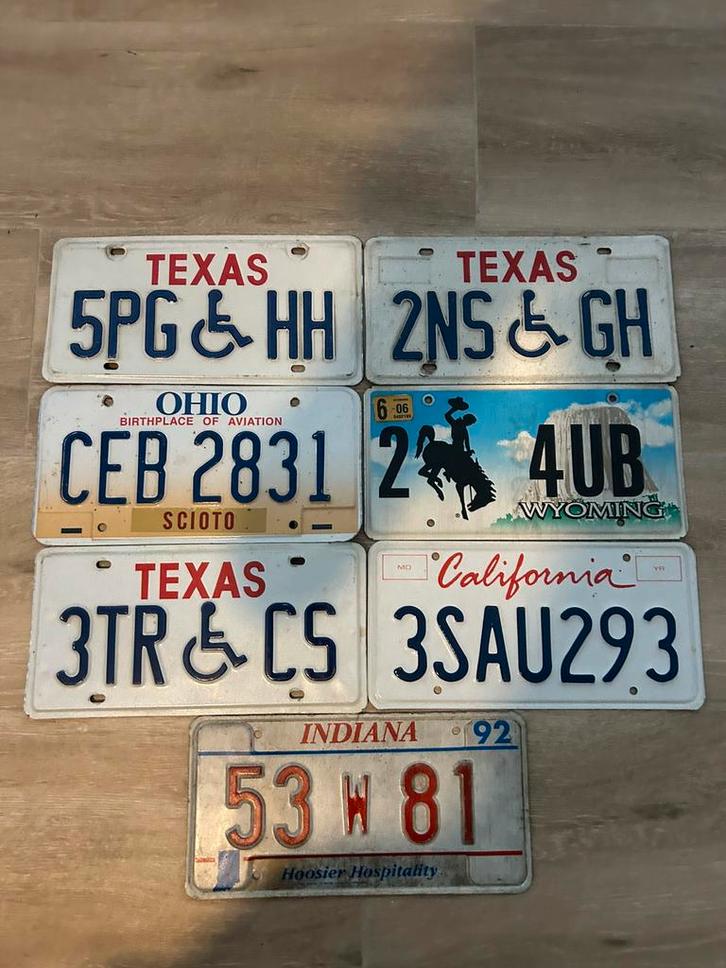 TEXAS
5PG HH
TEXAS
2NS GH
OHIO
BIRTHPLACE OF AVIATION
CEB 2831
SCIOTO
6 06
2 4UB
WYOMING
TEXAS
3TR CS
MO
California
YR
3SAU293
INDIANA 92
53 W 81
Hoosier Hospitality